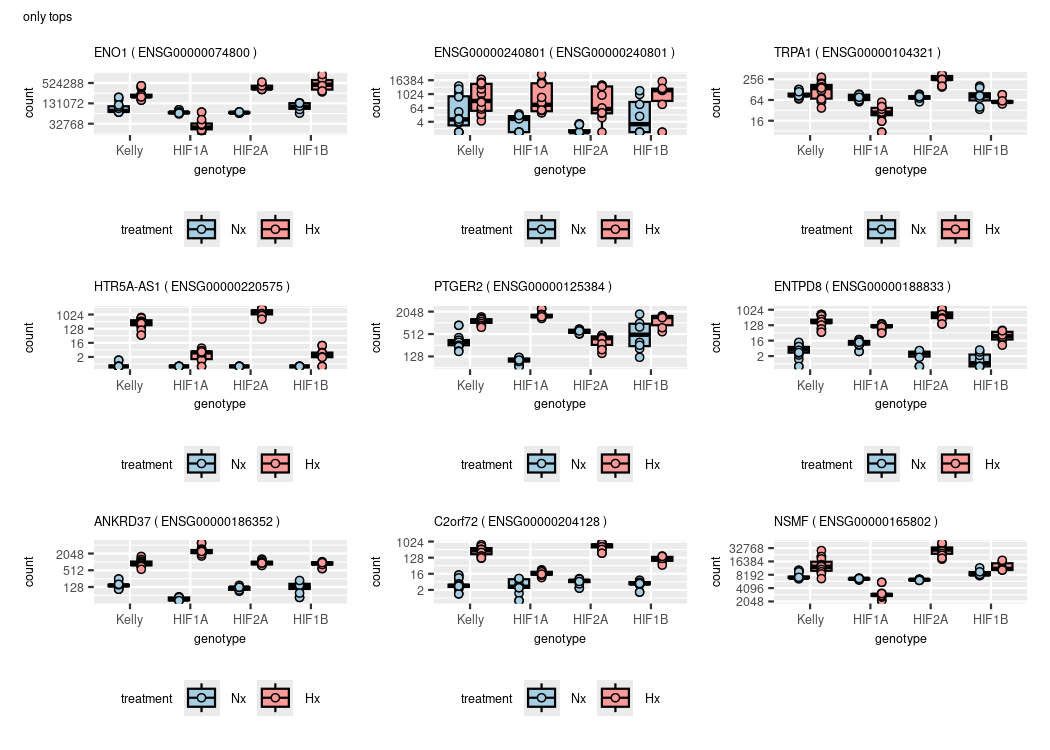 only tops
ENO1 ( ENSG00000074800 )
524288
131072
32768
count
Kelly HIF1A HIF2A HIF1B
genotype
treatment Nx Hx
ENSG00000240801 ( ENSG00000240801 )
16384
1024
64
4
count
Kelly HIF1A HIF2A HIF1B
genotype
treatment Nx Hx
TRPA1 ( ENSG00000104321 )
256
64
16
count
Kelly HIF1A HIF2A HIF1B
genotype
treatment Nx Hx
HTR5A-AS1 ( ENSG00000220575 )
1024
128
16
2
count
Kelly HIF1A HIF2A HIF1B
genotype
treatment Nx Hx
PTGER2 ( ENSG00000125384 )
2048
512
128
count
Kelly HIF1A HIF2A HIF1B
genotype
treatment Nx Hx
ENTPD8 ( ENSG00000188833 )
1024
128
16
2
count
Kelly HIF1A HIF2A HIF1B
genotype
treatment Nx Hx
ANKRD37 ( ENSG00000186352 )
2048
512
128
count
Kelly HIF1A HIF2A HIF1B
genotype
treatment Nx Hx
C2orf72 ( ENSG00000204128 )
1024
128
16
2
count
Kelly HIF1A HIF2A HIF1B
genotype
treatment Nx Hx
NSMF ( ENSG00000165802 )
32768
16384
8192
4096
2048
count
Kelly HIF1A HIF2A HIF1B
genotype